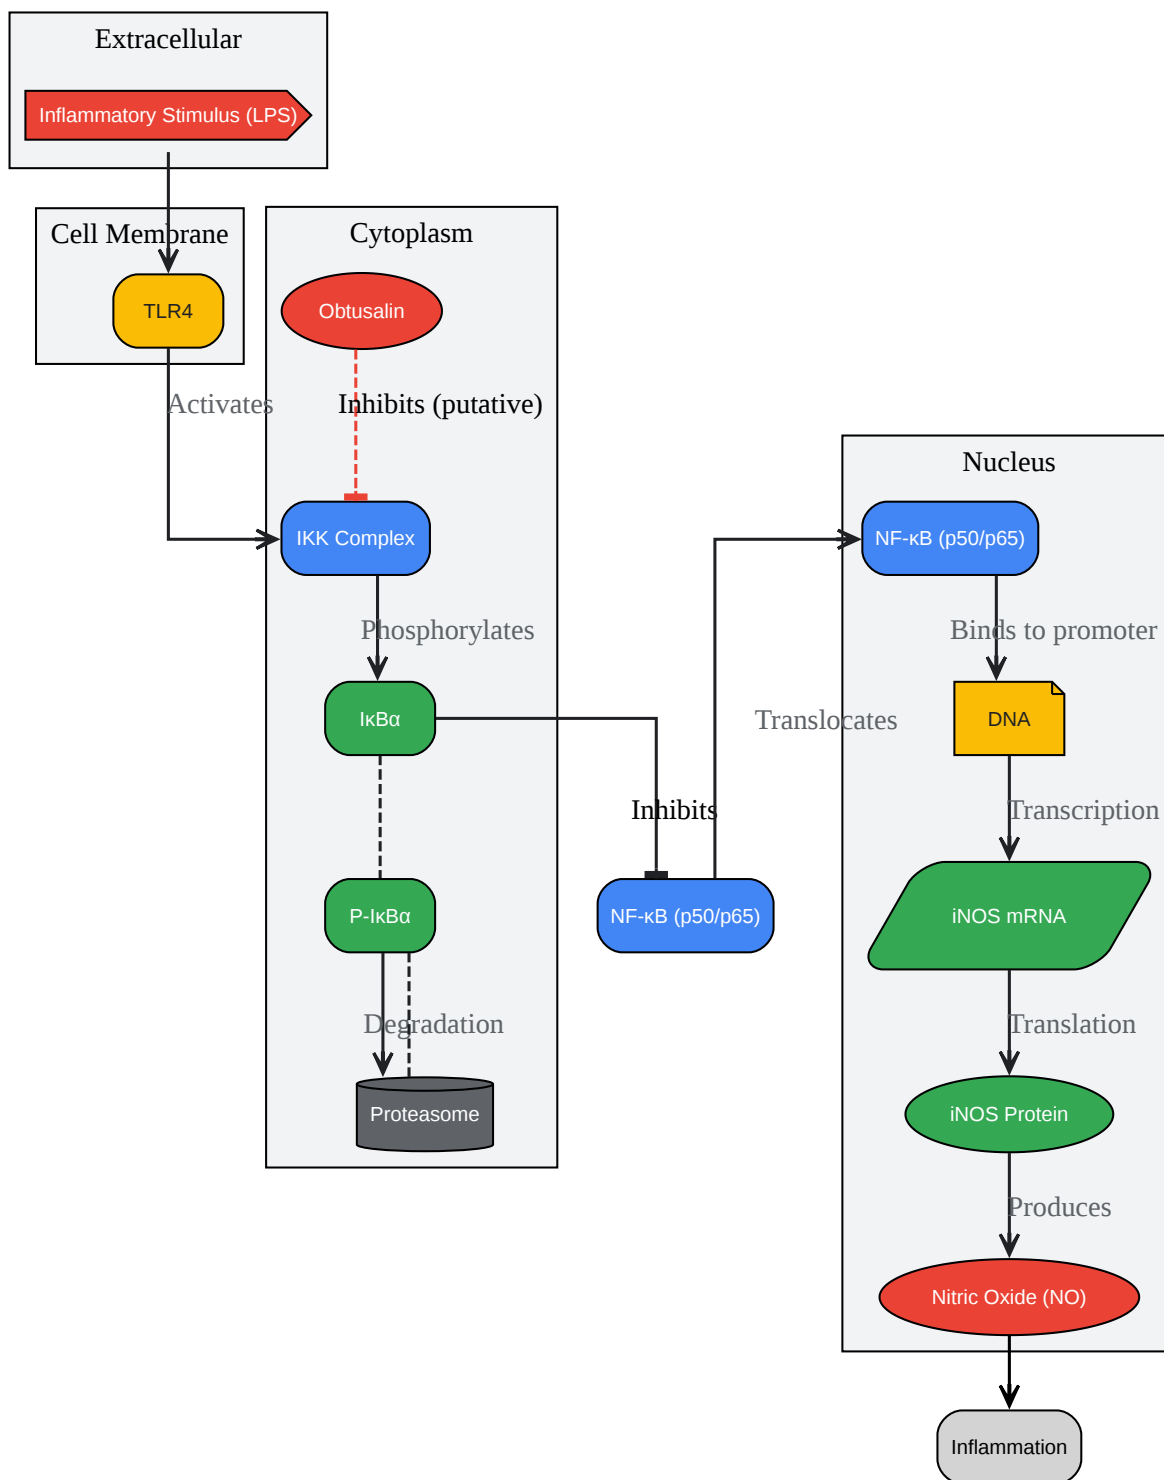 Extracellular
Inflammatory Stimulus (LPS)
Cell Membrane
TLR4
Activates
Cytoplasm
Obtusalin
Inhibits (putative)
IKK Complex
Phosphorylates
IκBα
Inhibits
P-IκBα
NF-κB (p50/p65)
Degradation
Proteasome
Translocates
Nucleus
NF-κB (p50/p65)
Binds to promoter
DNA
Transcription
iNOS mRNA
Translation
iNOS Protein
Produces
Nitric Oxide (NO)
Inflammation